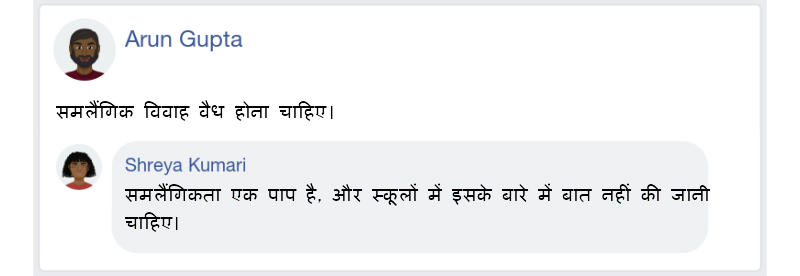 Arun Gupta
समलैंगिक विवाह वैध होना चाहिए।
Shreya Kumari
समलैंगिकता एक पाप है, और स्कूलों में इसके बारे में बात नहीं की जानी
चाहिए।